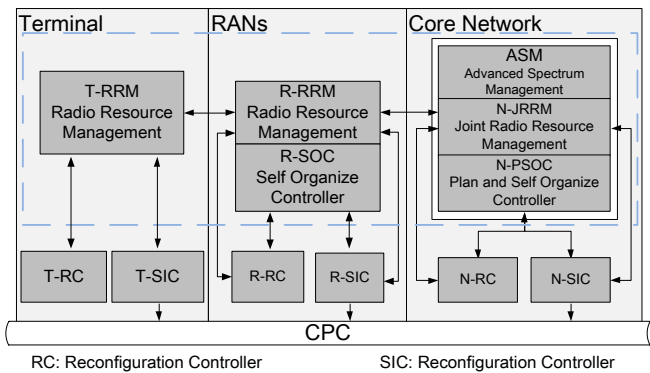 Terminal
RANs
Core Network
T-RRM
Radio Resource
Management
R-RRM
Radio Resource
Management
R-SOC
Self Organize
Controller
ASM
Advanced Spectrum
Management
N-JRRM
Joint Radio Resource
Management
N-PSOC
Plan and Self Organize
Controller
T-RC
T-SIC
R-RC
R-SIC
N-RC
N-SIC
CPC
RC: Reconfiguration Controller
SIC: Reconfiguration Controller